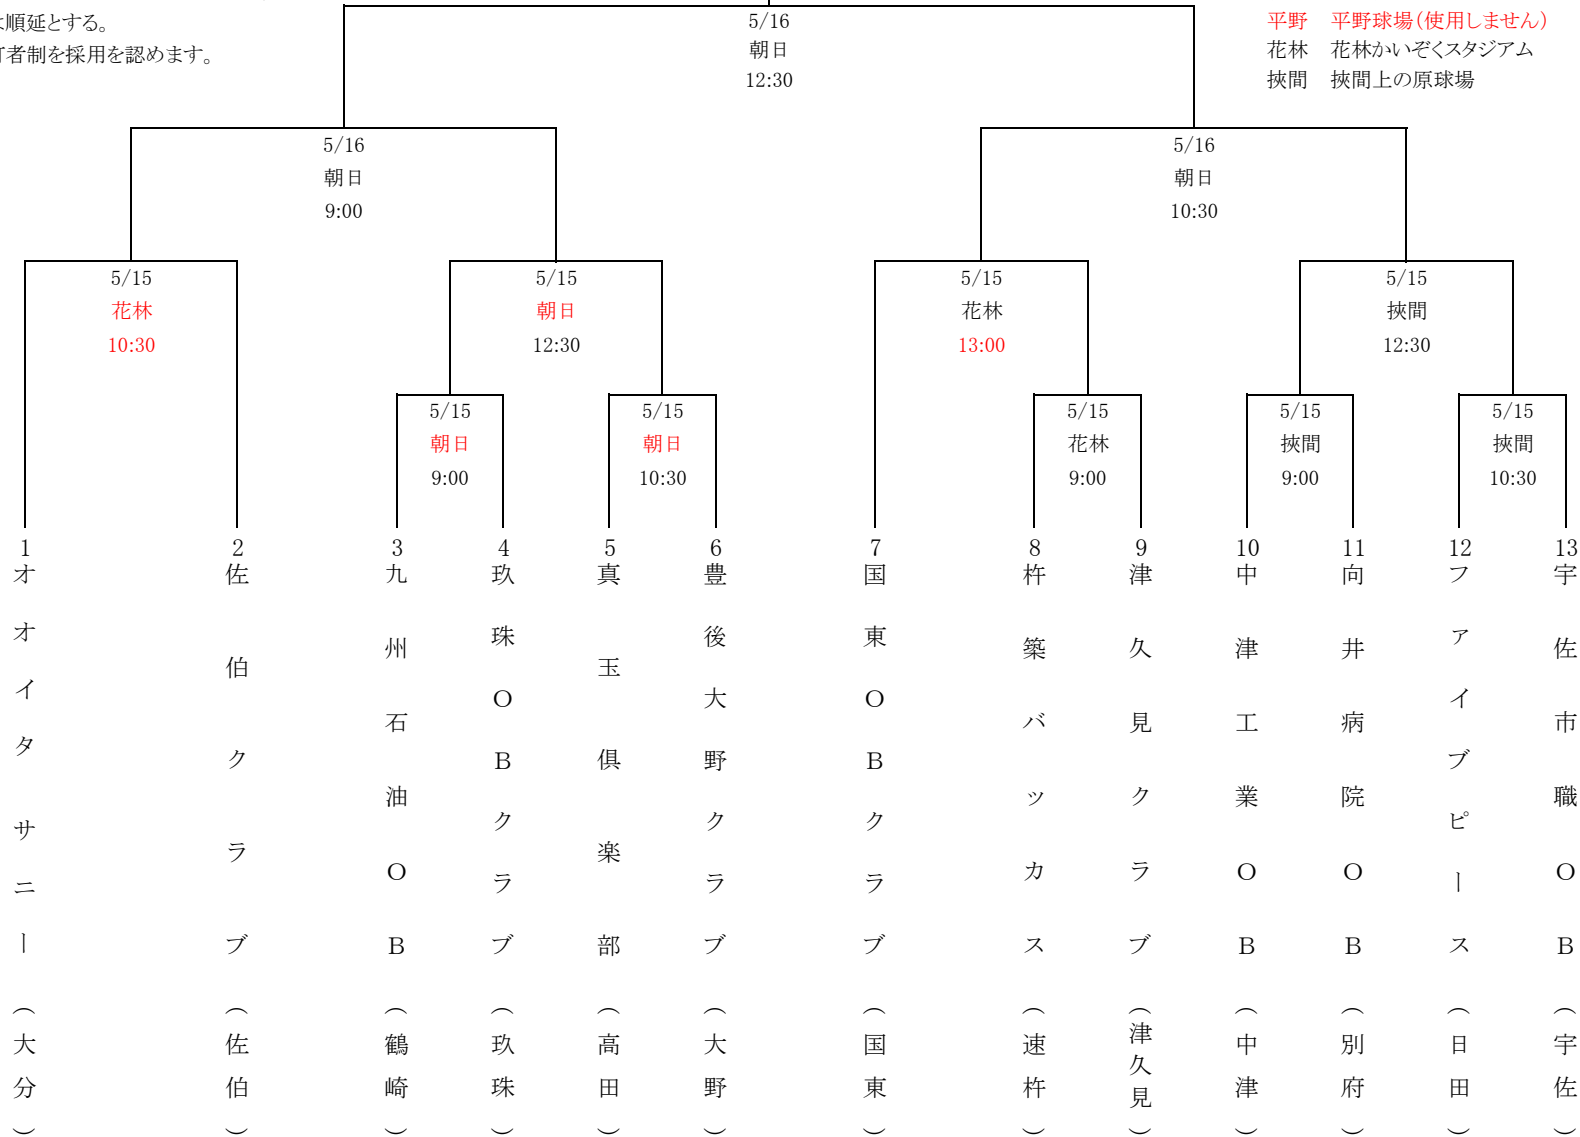 は順延とする。
打者制を採用を認めます。
平野　平野球場（使用しません）
花林　花林かいぞくスタジアム
挾間　挾間上の原球場
5/16
朝日
12:30
5/16
朝日
9:00
5/16
朝日
10:30
5/15
花林
10:30
5/15
朝日
12:30
5/15
花林
13:00
5/15
挾間
12:30
5/15
朝日
9:00
5/15
朝日
10:30
5/15
花林
9:00
5/15
挾間
9:00
5/15
挾間
10:30
1
オオイタ サニー（大分）
2
佐伯クラブ（佐伯）
3
九州石油OB（鶴崎）
4
玖珠OBクラブ（玖珠）
5
真玉倶楽部（高田）
6
豊後大野クラブ（大野）
7
国東OBクラブ（国東）
8
杵築バッカス（速杵）
9
津久見クラブ（津久見）
10
中津工業OB（中津）
11
向井病院OB（別府）
12
ファイブピース（日田）
13
宇佐市職OB（宇佐）